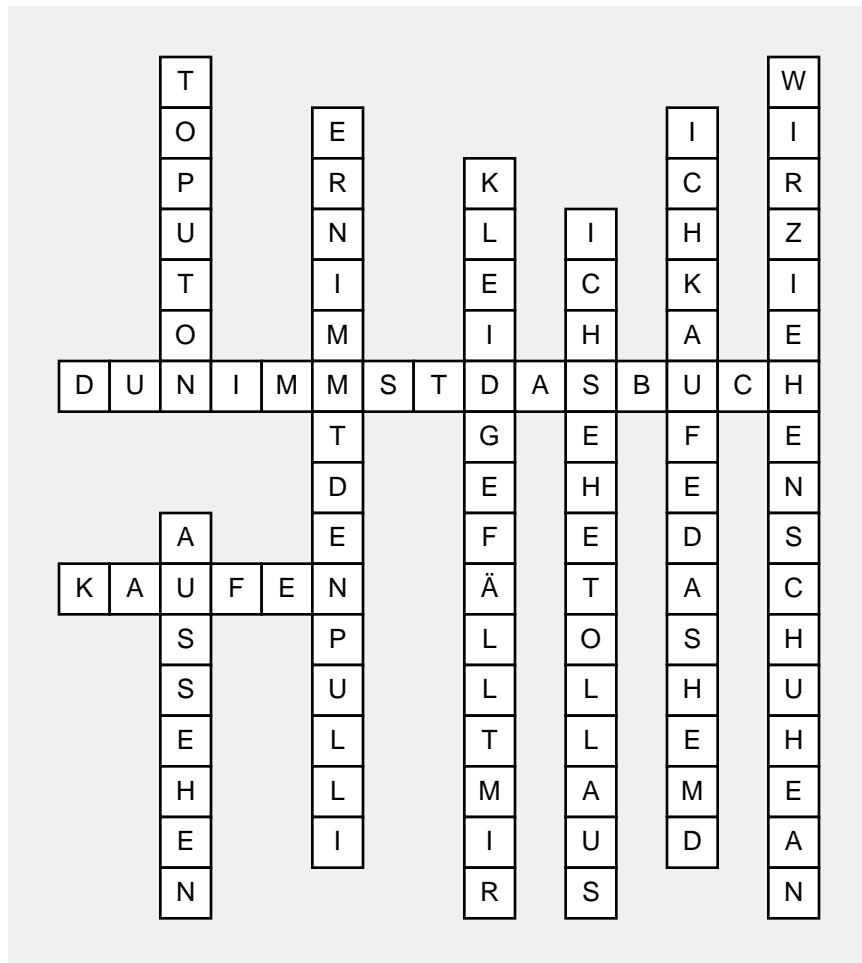 TOPUTON
WIRZIEHENSCHUHEAN
ERNIMMTDENPULLI
ICHKAUFEDASHEMD
KLEIDGEFÄLLTMIR
ICHSEHETOLLAUS
DUNIMMSTDASBUCH
AUSSEHEN
KAUFEN